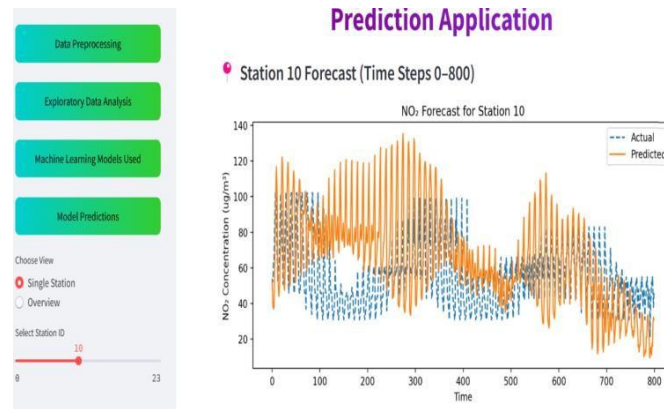 Data Preprocessing
Exploratory Data Analysis
Machine Learning Models Used
Model Predictions
Choose View
Single Station
Overview
Select Station ID
10
0 23
Prediction Application
Station 10 Forecast (Time Steps 0–800)
NO₂ Forecast for Station 10
Actual
Predicted
NO₂ Concentration (ug/m³)
140
120
100
80
60
40
20
0 100 200 300 400 500 600 700 800
Time